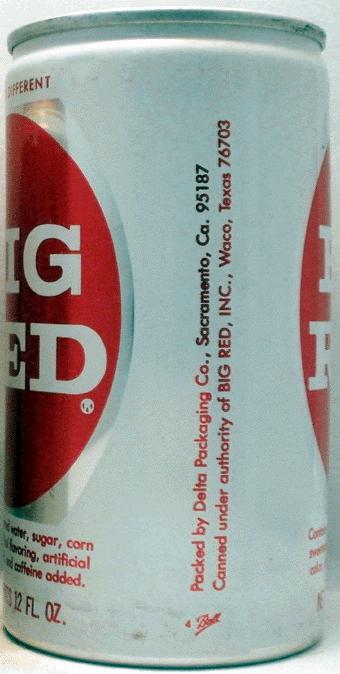 DIFFERENT
IG
ED
®
water, sugar, corn
flavoring, artificial
and caffeine added.
12 FL. OZ.
Packed by Delta Packaging Co., Sacramento, Ca. 95187
Canned under authority of BIG RED, INC., Waco, Texas 76703
4 Ball